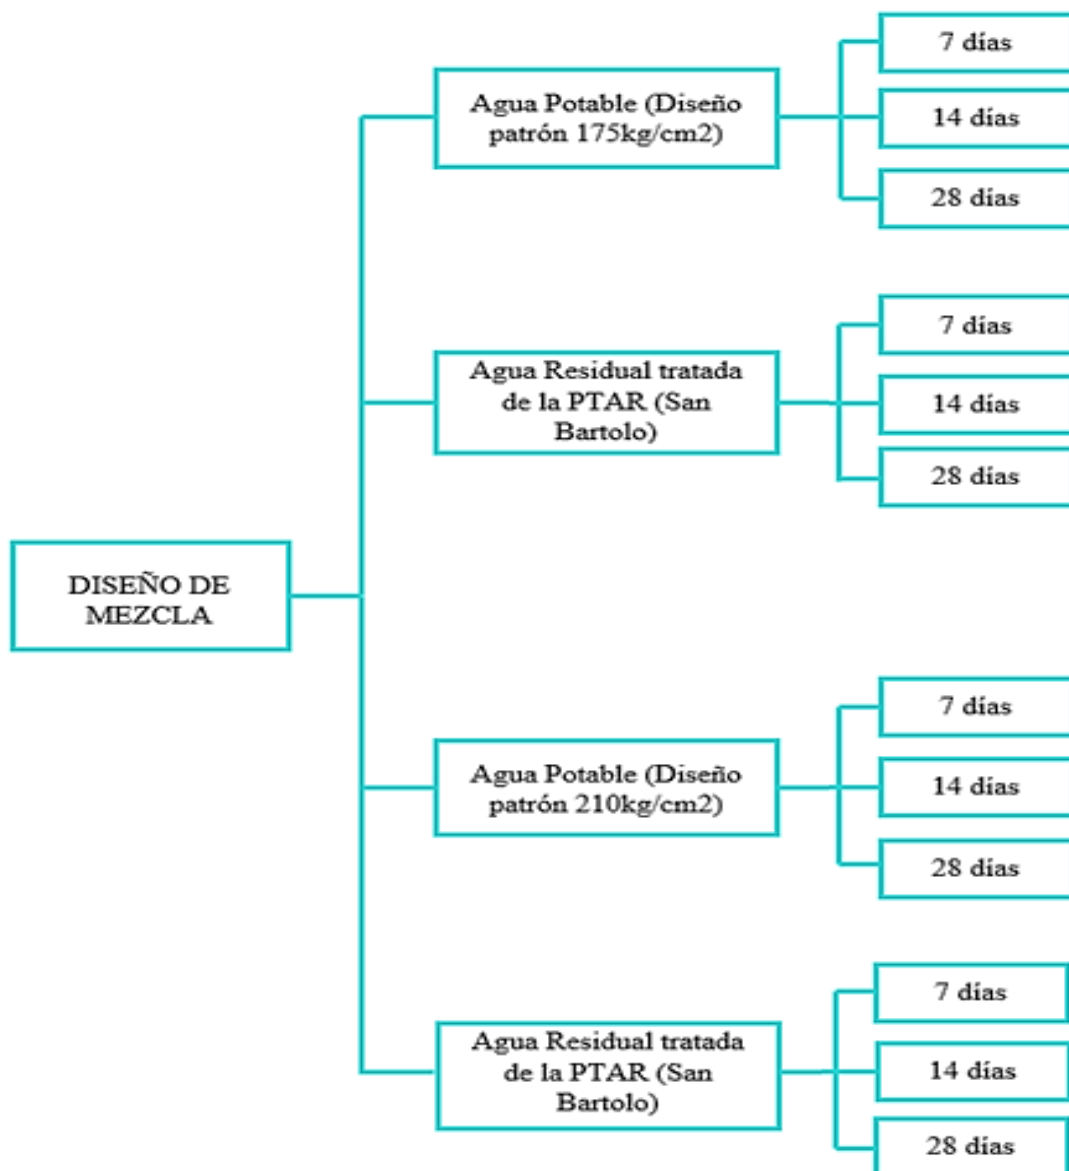 DISEÑO DE
MEZCLA
Agua Potable (Diseño
patrón 175kg/cm2)
7 días
14 días
28 días
Agua Residual tratada
de la PTAR (San
Bartolo)
7 días
14 días
28 días
Agua Potable (Diseño
patrón 210kg/cm2)
7 días
14 días
28 días
Agua Residual tratada
de la PTAR (San
Bartolo)
7 días
14 días
28 días